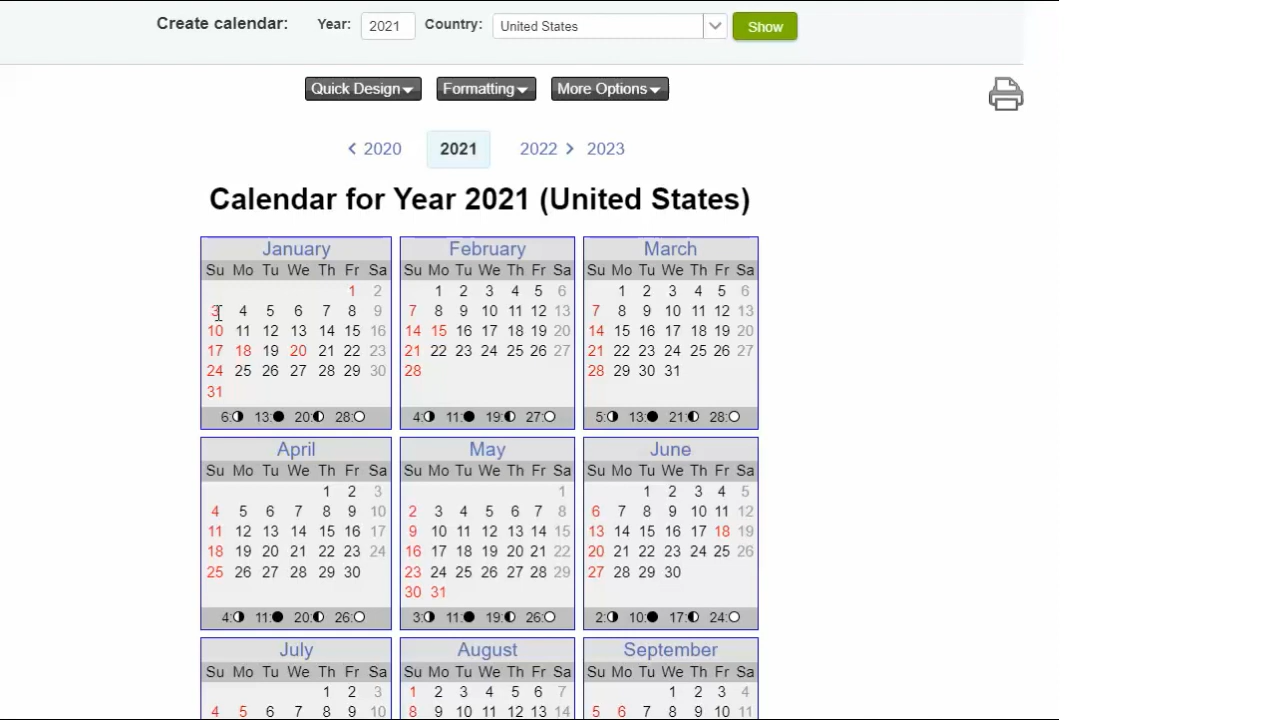 Create calendar: Year: 2021 Country: United States Show
Quick Design Formatting More Options
< 2020 2021 2022 > 2023
Calendar for Year 2021 (United States)
January February March
Su Mo Tu We Th Fr Sa Su Mo Tu We Th Fr Sa Su Mo Tu We Th Fr Sa
1 2 1 2 3 4 5 6 1 2 3 4 5 6
3 4 5 6 7 8 9 7 8 9 10 11 12 13 7 8 9 10 11 12 13
10 11 12 13 14 15 16 14 15 16 17 18 19 20 14 15 16 17 18 19 20
17 18 19 20 21 22 23 21 22 23 24 25 26 27 21 22 23 24 25 26 27
24 25 26 27 28 29 30 28 28 29 30 31
31
6: 13: 20: 28: 4: 11: 19: 27: 5: 13: 21: 28:
April May June
Su Mo Tu We Th Fr Sa Su Mo Tu We Th Fr Sa Su Mo Tu We Th Fr Sa
1 2 3 1 1 2 3 4 5
4 5 6 7 8 9 10 2 3 4 5 6 7 8 6 7 8 9 10 11 12
11 12 13 14 15 16 17 9 10 11 12 13 14 15 13 14 15 16 17 18 19
18 19 20 21 22 23 24 16 17 18 19 20 21 22 20 21 22 23 24 25 26
25 26 27 28 29 30 23 24 25 26 27 28 29 27 28 29 30
30 31
4: 11: 20: 26: 3: 11: 19: 26: 2: 10: 17: 24:
July August September
Su Mo Tu We Th Fr Sa Su Mo Tu We Th Fr Sa Su Mo Tu We Th Fr Sa
1 2 3 1 2 3 4 5 6 7 1 2 3 4
4 5 6 7 8 9 10 8 9 10 11 12 13 14 5 6 7 8 9 10 11